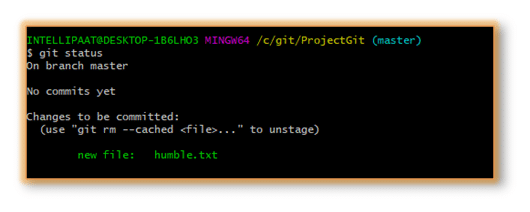 INTELLIPAAT@DESKTOP-1B6LHO3 MINGW64 /c/git/ProjectGit (master)
$ git status
On branch master
No commits yet
Changes to be committed:
(use "git rm --cached <file>..." to unstage)
new file: humble.txt